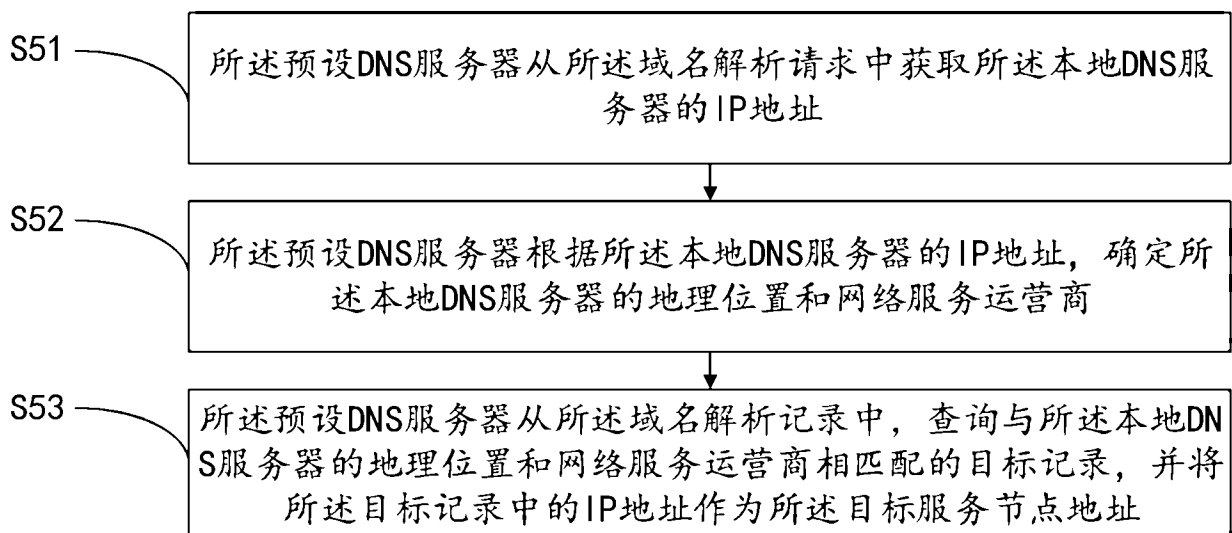 S51
所述预设DNS服务器从所述域名解析请求中获取所述本地DNS服
务器的IP地址
S52
所述预设DNS服务器根据所述本地DNS服务器的IP地址，确定所
述本地DNS服务器的地理位置和网络服务运营商
S53
所述预设DNS服务器从所述域名解析记录中，查询与所述本地DN
S服务器的地理位置和网络服务运营商相匹配的目标记录，并将
所述目标记录中的IP地址作为所述目标服务节点地址